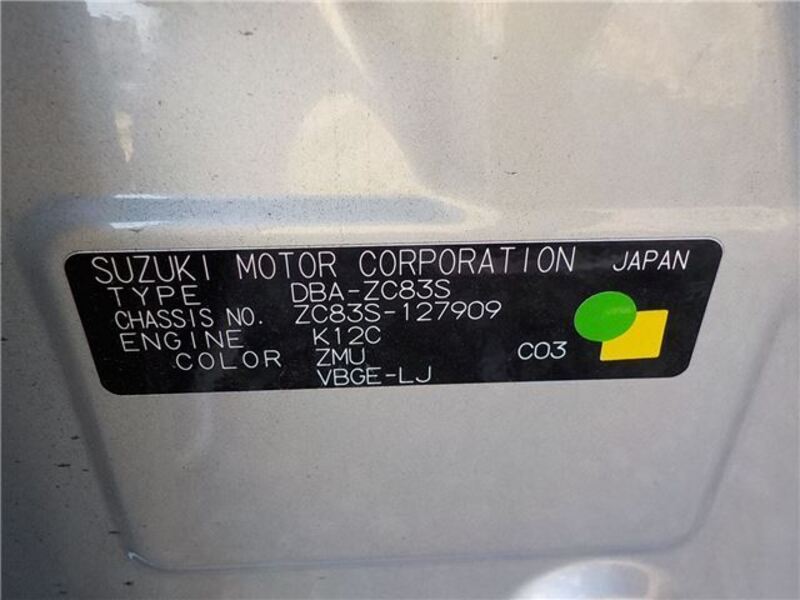 SUZUKI MOTOR CORPORATION JAPAN
TYPE DBA-ZC83S
CHASSIS NO. ZC83S-127909
ENGINE K12C
COLOR ZMU C03
VBGE-LJ